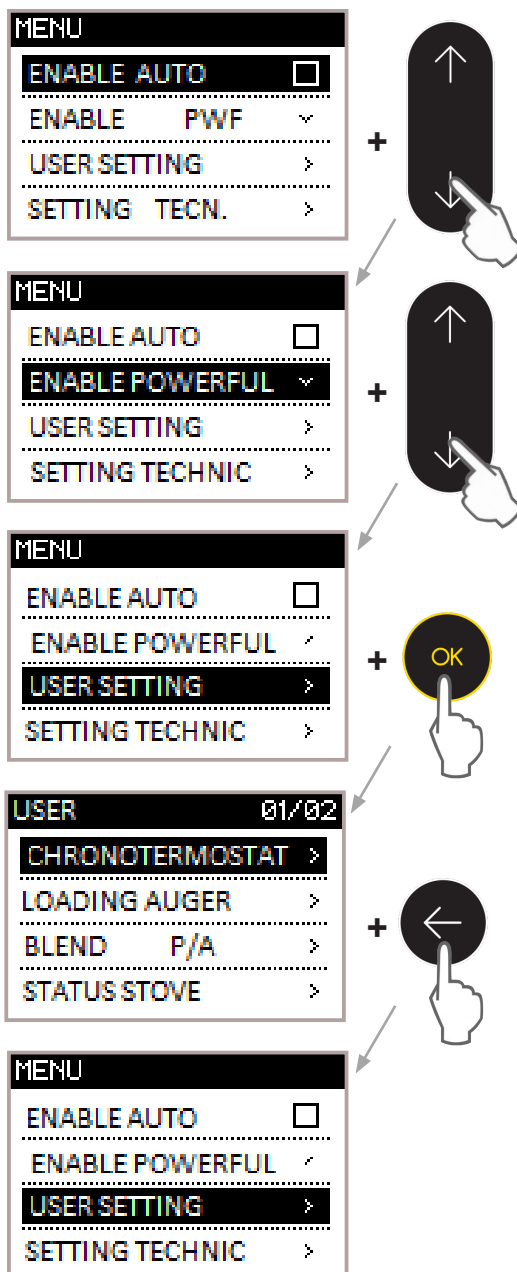 MENU
ENABLE AUTO
ENABLE PWF
USER SETTING >
SETTING TECN. >
+
MENU
ENABLE AUTO
ENABLE POWERFUL
USER SETTING >
SETTING TECHNIC >
+
MENU
ENABLE AUTO
ENABLE POWERFUL
USER SETTING >
SETTING TECHNIC >
+ OK
USER 01/02
CHRONOTERMOSTAT >
LOADING AUGER >
BLEND P/A >
STATUS STOVE >
+
MENU
ENABLE AUTO
ENABLE POWERFUL
USER SETTING >
SETTING TECHNIC >